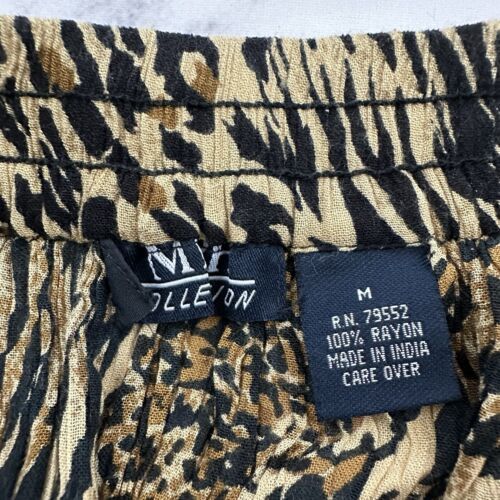 M
R.N. 79552
100% RAYON
MADE IN INDIA
CARE OVER